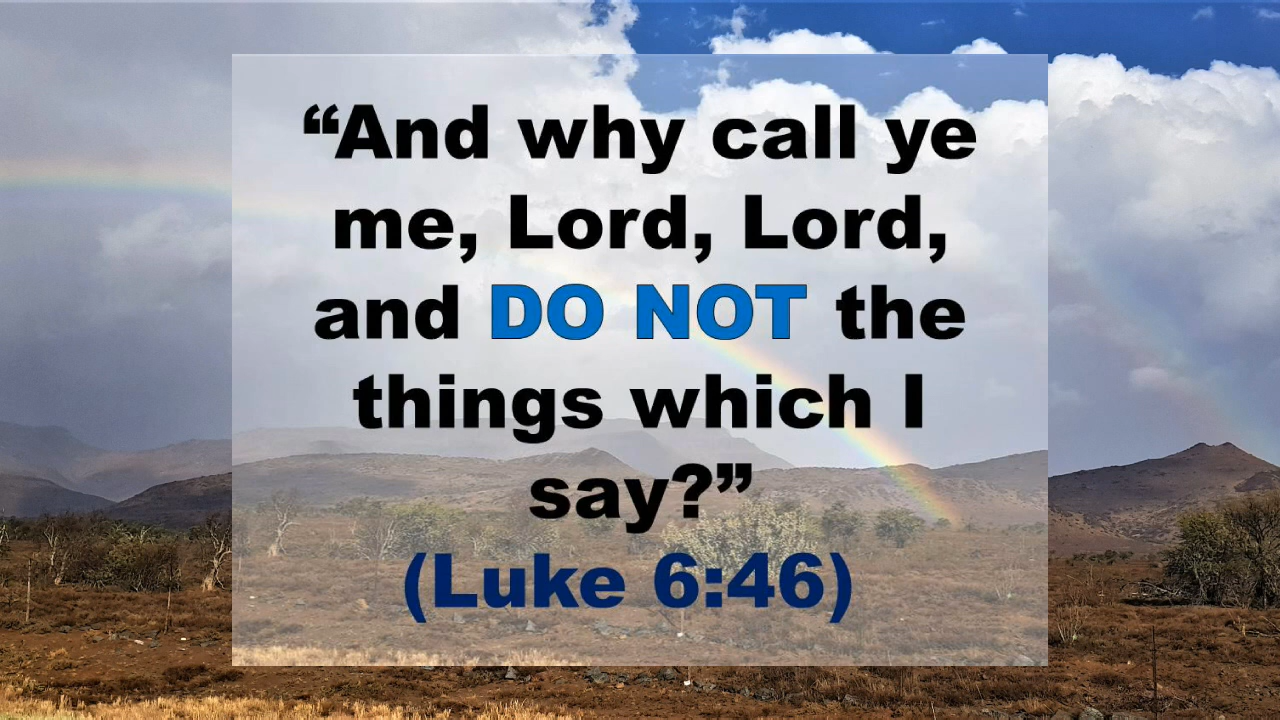 “And why call ye
me, Lord, Lord,
and DO NOT the
things which I
say?”
(Luke 6:46)